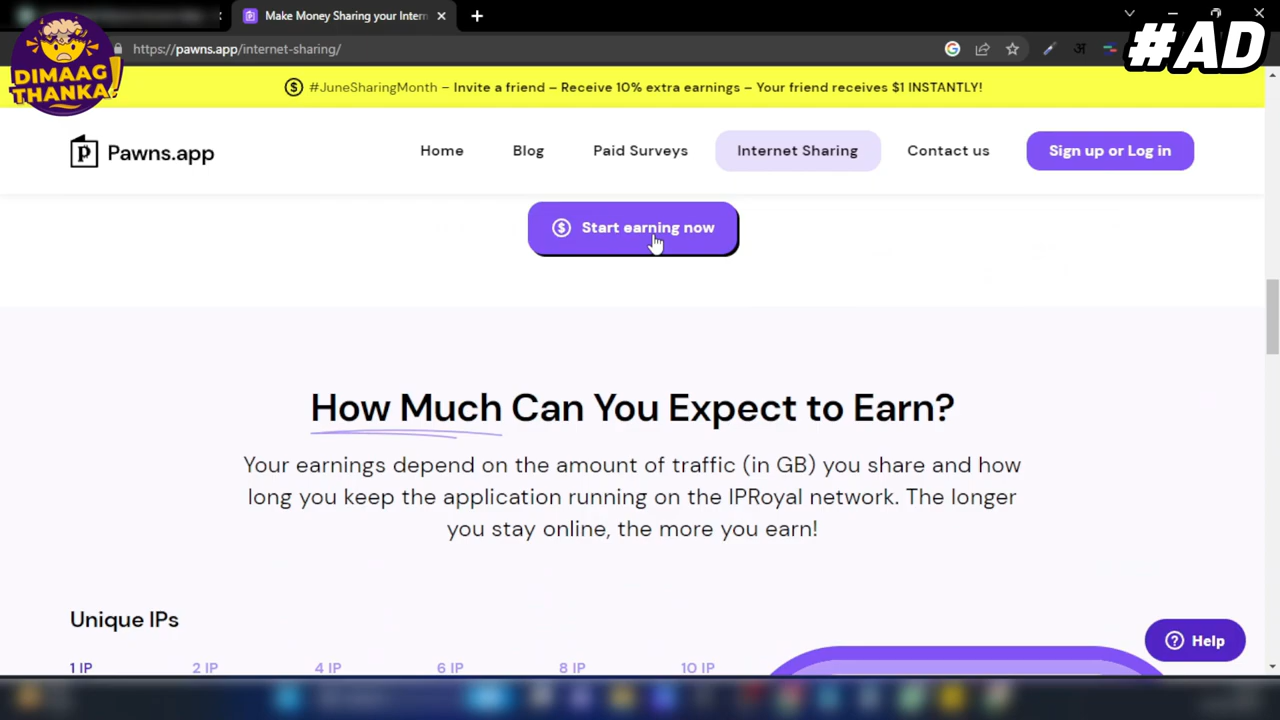 Make Money Sharing your Intern
#AD
https://pawns.app/internet-sharing/
DIMAAG
THANKA!
#JuneSharingMonth – Invite a friend – Receive 10% extra earnings – Your friend receives $1 INSTANTLY!
Pawns.app
Home
Blog
Paid Surveys
Internet Sharing
Contact us
Sign up or Log in
Start earning now
How Much Can You Expect to Earn?
Your earnings depend on the amount of traffic (in GB) you share and how
long you keep the application running on the IPRoyal network. The longer
you stay online, the more you earn!
Unique IPs
1 IP
2 IP
4 IP
6 IP
8 IP
10 IP
Help